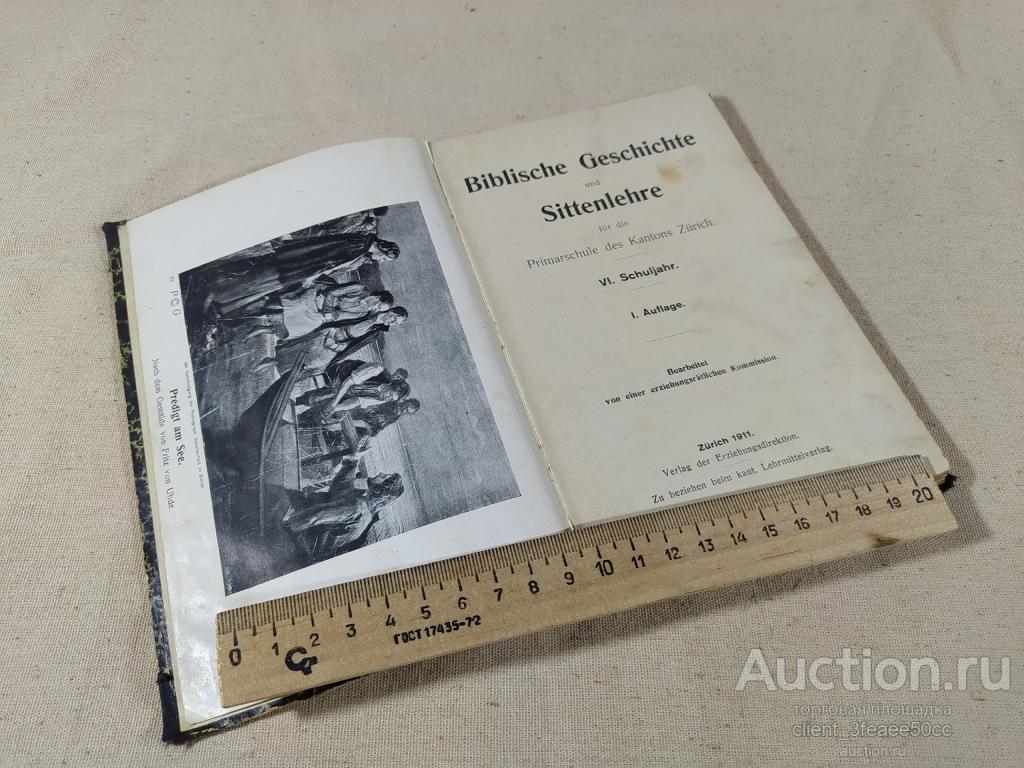 Biblische Geschichte
und
Sittenlehre
für die
Primarschule des Kantons Zürich.
VI. Schuljahr.
I. Auflage.
Bearbeitet
von einer erziehungsrätlichen Kommission.
Zürich 1911.
Verlag der Erziehungsdirektion.
Zu beziehen beim kant. Lehrmittelverlag.
Predigt am See.
Nach dem Gemälde von Fritz von Uhde.
0 1 2 3 4 5 6 7 8 9 10 11 12 13 14 15 16 17 18 19 20
ГОСТ 17435-72
Auction.ru
торговая площадка
client_3feaee50cc
auction.ru